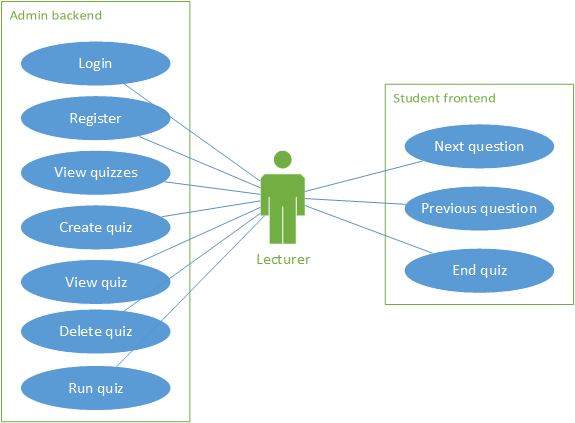 Admin backend
Login
Register
View quizzes
Create quiz
View quiz
Delete quiz
Run quiz
Lecturer
Student frontend
Next question
Previous question
End quiz